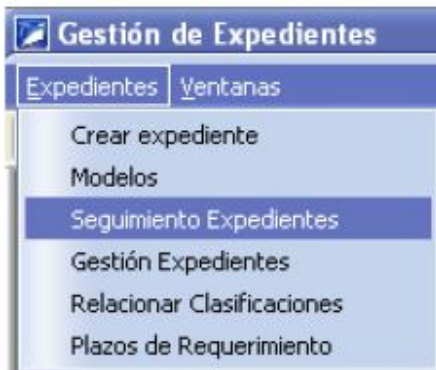 Gestión de Expedientes
Expedientes Ventanas
Crear expediente
Modelos
Seguimiento Expedientes
Gestión Expedientes
Relacionar Clasificaciones
Plazos de Requerimiento